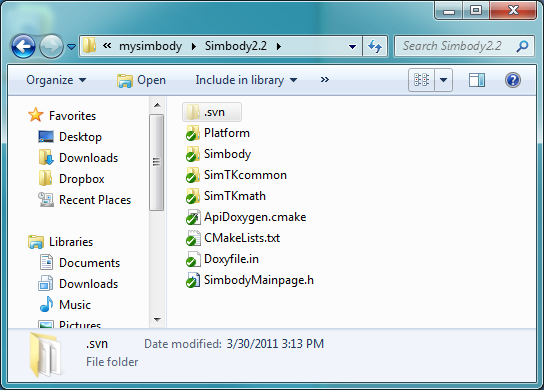 « mysimbody ▸ Simbody2.2 ▸ Search Simbody2.2
Organize ▾ Open Include in library ▾ »
Favorites
Desktop
Downloads
Dropbox
Recent Places
Libraries
Documents
Downloads
Music
Pictures
.svn
Platform
Simbody
SimTKcommon
SimTKmath
ApiDoxygen.cmake
CMakeLists.txt
Doxyfile.in
SimbodyMainpage.h
.svn Date modified: 3/30/2011 3:13 PM
File folder